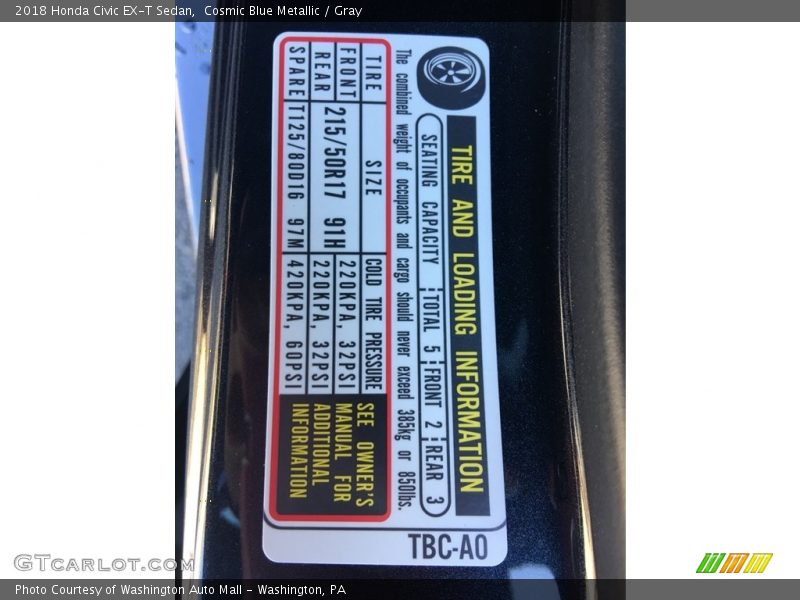 2018 Honda Civic EX-T Sedan,  Cosmic Blue Metallic / Gray
TIRE AND LOADING INFORMATION
SEATING CAPACITY TOTAL 5 FRONT 2 REAR 3
The combined weight of occupants and cargo should never exceed 385kg or 850lbs.
TIRE SIZE COLD TIRE PRESSURE
FRONT 215/50R17 91H 220KPA, 32PSI
REAR 220KPA, 32PSI
SPARE T125/80D16 97M 420KPA, 60PSI
SEE OWNER'S
MANUAL FOR
ADDITIONAL
INFORMATION
TBC-A0
GTCarlot.com
Photo Courtesy of Washington Auto Mall - Washington, PA